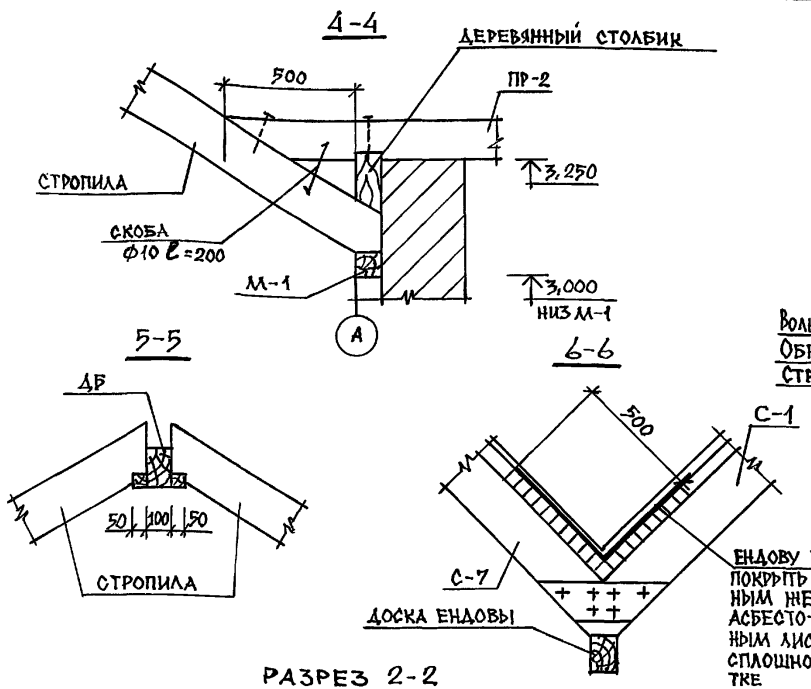 4-4
ДЕРЕВЯННЫЙ СТОЛБИК
500
ПР-2
СТРОПИЛА
3,250
СКОБА
Ф10 ℓ=200
М-1
3,000
НИЗ М-1
А
5-5
6-6
ДБ
500
С-1
50 100 50
СТРОПИЛА
С-7
ДОСКА ЕНДОВЫ
ЕНДОВУ
ПОКРЫТЬ
НЫМ ЖЕ
АСБЕСТО-
НЫМ ЛИС
СПЛОШНО
ТКЕ
РАЗРЕЗ 2-2